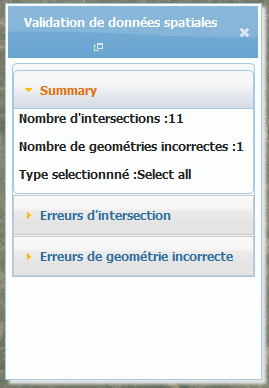 Validation de données spatiales
Summary
Nombre d'intersections :11
Nombre de geométries incorrectes :1
Type selectionnné :Select all
Erreurs d'intersection
Erreurs de geométrie incorrecte